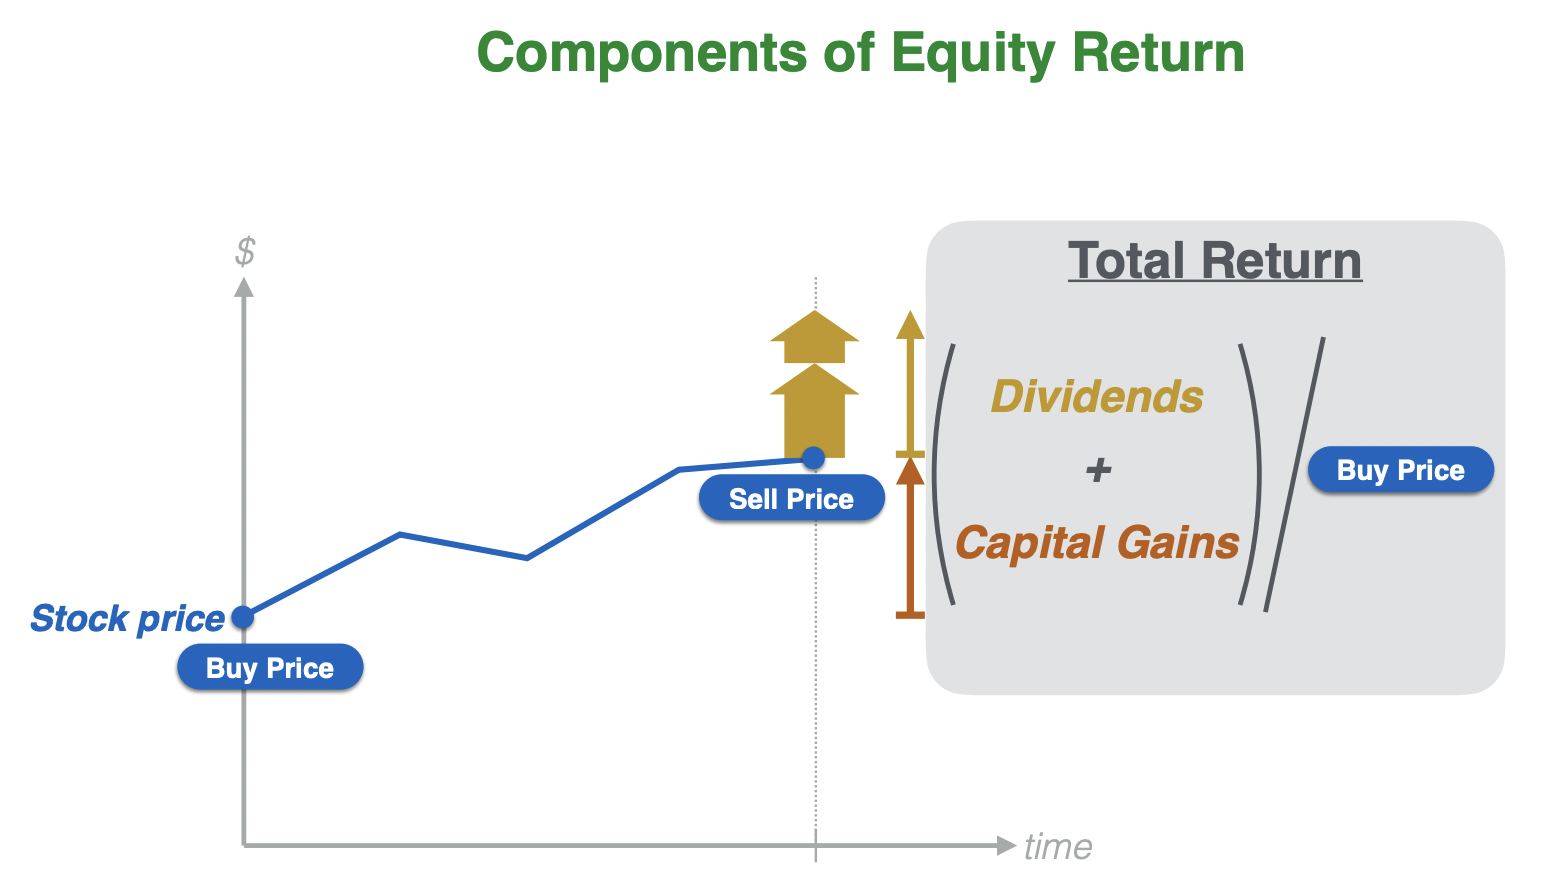 Components of Equity Return
$
Total Return
Dividends
+
Capital Gains
Buy Price
Sell Price
Stock price
Buy Price
time